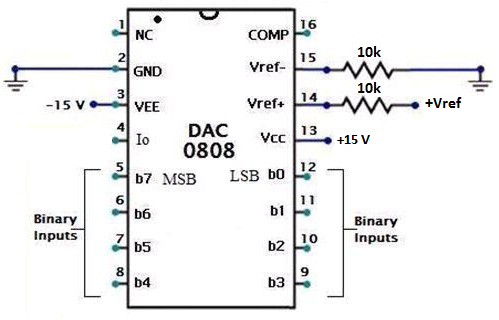 10k
10k
1 NC COMP 16
2 GND Vref- 15
−15 V 3 VEE Vref+ 14 +Vref
4 Io Vcc 13 +15 V
DAC
0808
5 b7 MSB LSB b0 12
6 b6 b1 11
7 b5 b2 10
8 b4 b3 9
Binary
Inputs
Binary
Inputs